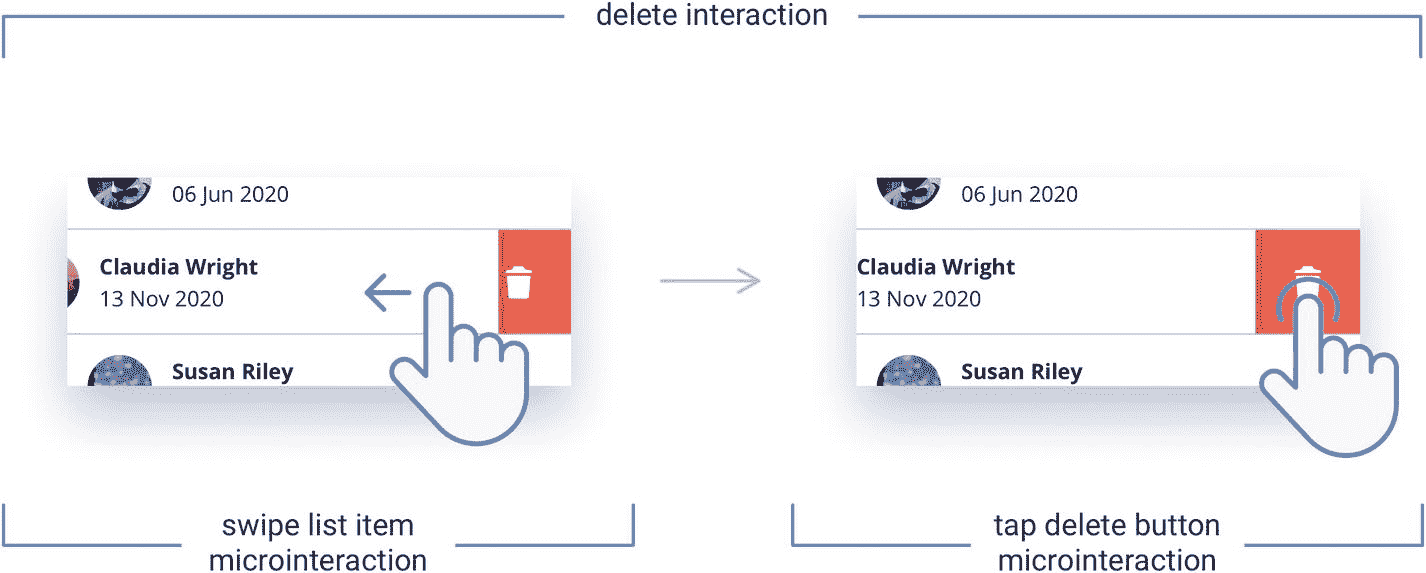 delete interaction
06 Jun 2020
Claudia Wright
13 Nov 2020
Susan Riley
06 Jun 2020
Claudia Wright
13 Nov 2020
Susan Riley
swipe list item
microinteraction
tap delete button
microinteraction